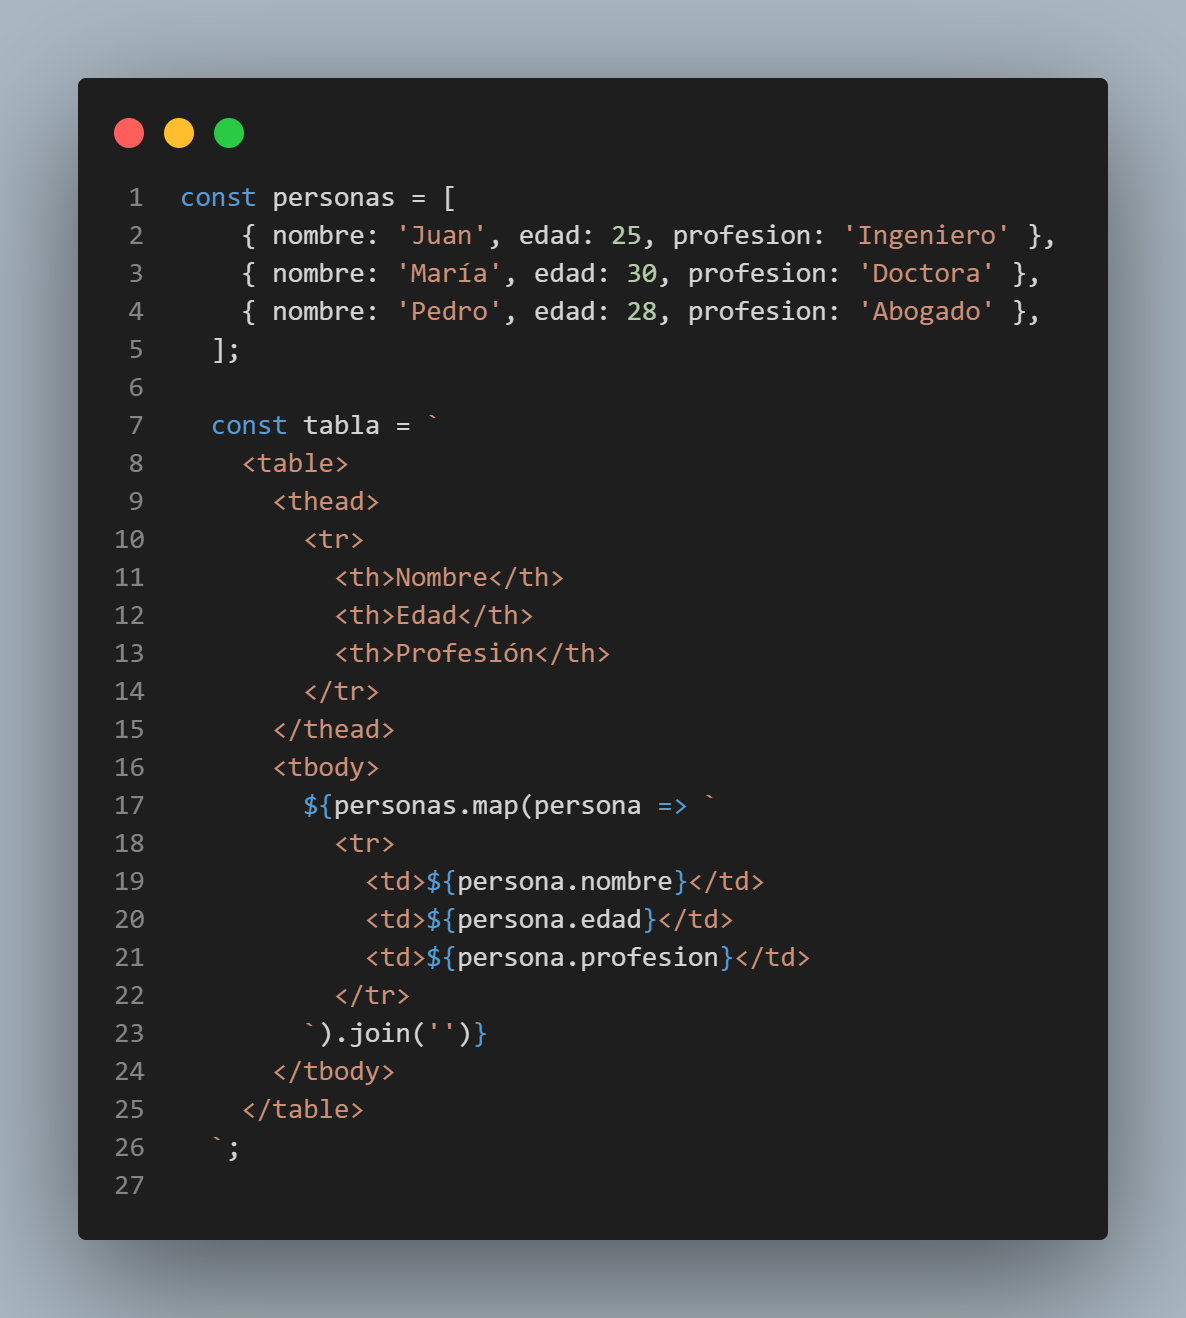 1 const personas = [
2 { nombre: 'Juan', edad: 25, profesion: 'Ingeniero' },
3 { nombre: 'María', edad: 30, profesion: 'Doctora' },
4 { nombre: 'Pedro', edad: 28, profesion: 'Abogado' },
5 ];
6
7 const tabla = `
8 <table>
9 <thead>
10 <tr>
11 <th>Nombre</th>
12 <th>Edad</th>
13 <th>Profesión</th>
14 </tr>
15 </thead>
16 <tbody>
17 ${personas.map(persona => `
18 <tr>
19 <td>${persona.nombre}</td>
20 <td>${persona.edad}</td>
21 <td>${persona.profesion}</td>
22 </tr>
23 `).join('')}
24 </tbody>
25 </table>
26 `;
27